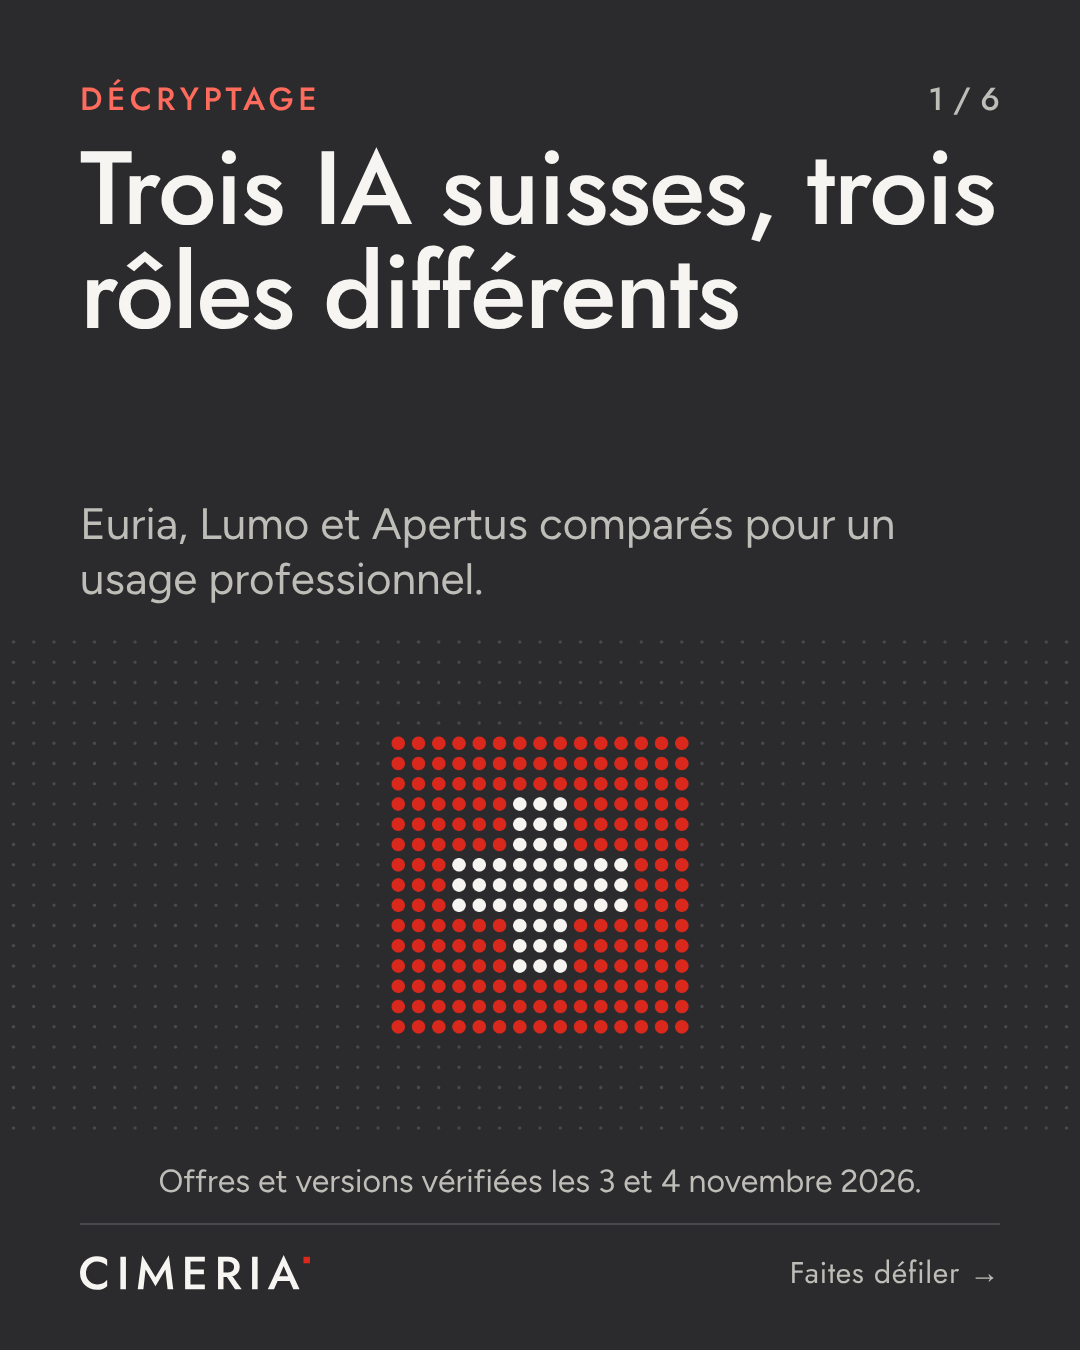 DÉCRYPTAGE
1 / 6
Trois IA suisses, trois
rôles différents
Euria, Lumo et Apertus comparés pour un
usage professionnel.
Offres et versions vérifiées les 3 et 4 novembre 2026.
CIMERIA
Faites défiler →